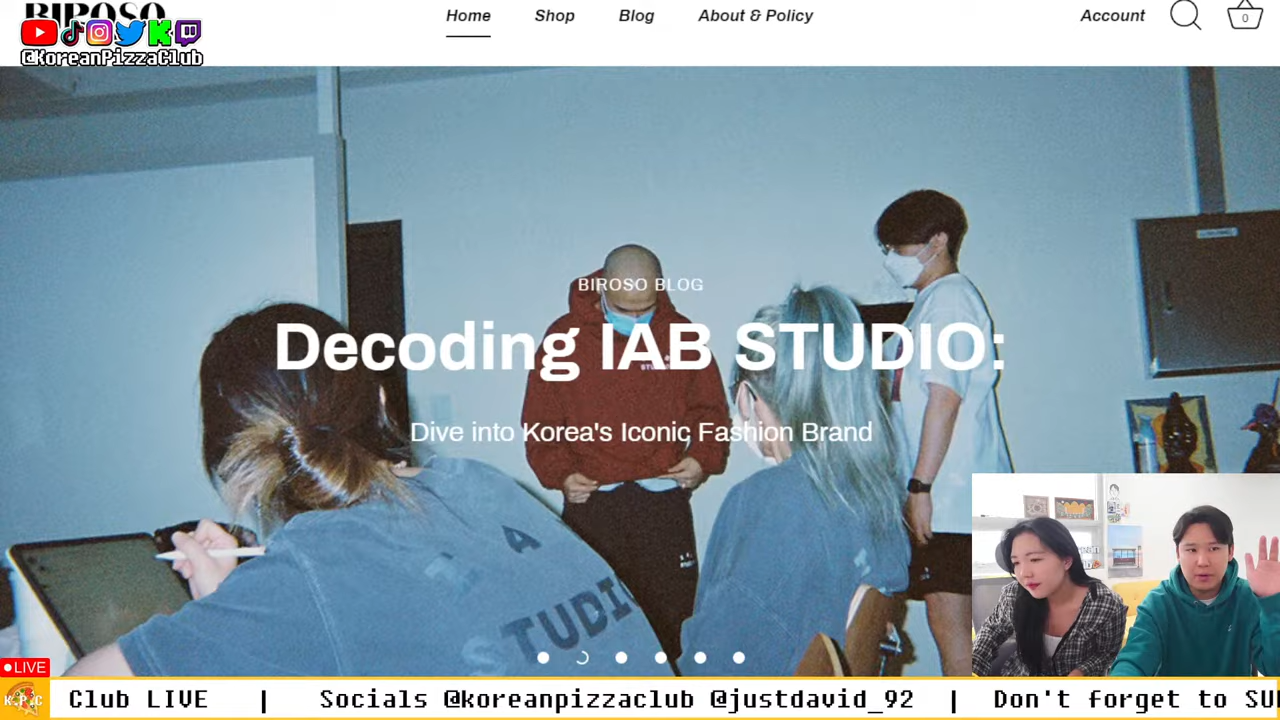 BIROSO
Home Shop Blog About & Policy Account 0
@KoreanPizzaClub
BIROSO BLOG
Decoding IAB STUDIO:
Dive into Korea's Iconic Fashion Brand
A
STUDIO
LIVE
K.P.C
Club LIVE | Socials @koreanpizzaclub @justdavid_92 | Don't forget to SU